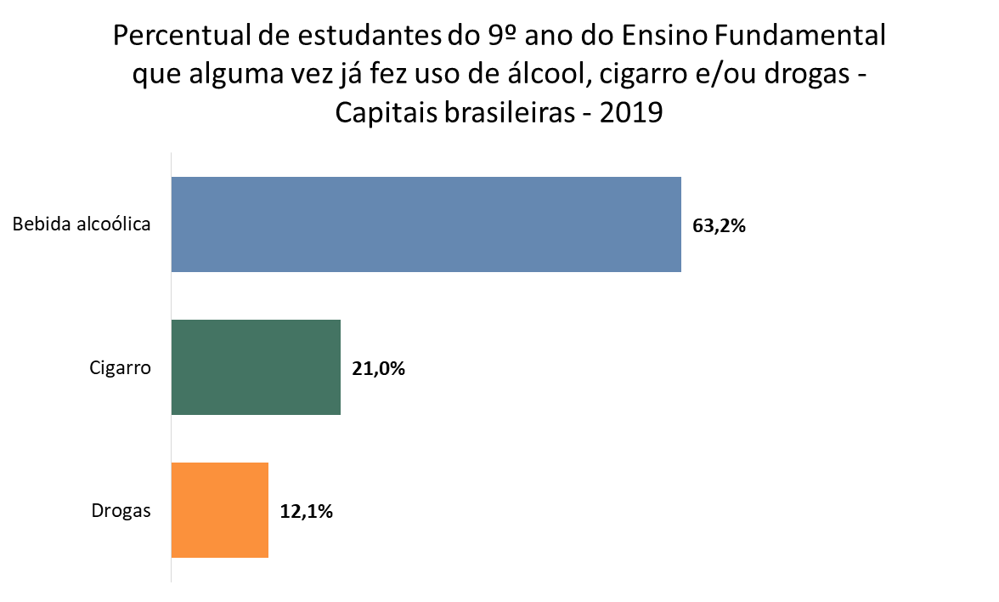 Percentual de estudantes do 9º ano do Ensino Fundamental
que alguma vez já fez uso de álcool, cigarro e/ou drogas -
Capitais brasileiras - 2019
Bebida alcoólica
63,2%
Cigarro
21,0%
Drogas
12,1%